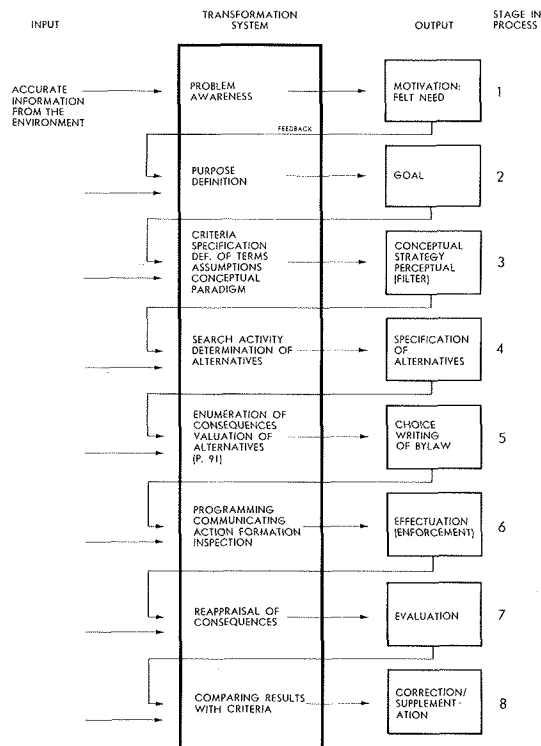 INPUT
TRANSFORMATION
SYSTEM
OUTPUT
STAGE IN
PROCESS
ACCURATE
INFORMATION
FROM THE
ENVIRONMENT
PROBLEM
AWARENESS
MOTIVATION:
FELT NEED
1
FEEDBACK
PURPOSE
DEFINITION
GOAL
2
CRITERIA
SPECIFICATION
DEF. OF TERMS
ASSUMPTIONS
CONCEPTUAL
PARADIGM
CONCEPTUAL
STRATEGY
PERCEPTUAL
(FILTER)
3
SEARCH ACTIVITY
DETERMINATION OF
ALTERNATIVES
SPECIFICATION
OF
ALTERNATIVES
4
ENUMERATION OF
CONSEQUENCES
VALUATION OF
ALTERNATIVES
(P. 91)
CHOICE
WRITING
OF BYLAW
5
PROGRAMMING
COMMUNICATING
ACTION FORMATION
INSPECTION
EFFECTUATION
(ENFORCEMENT)
6
REAPPRAISAL OF
CONSEQUENCES
EVALUATION
7
COMPARING RESULTS
WITH CRITERIA
CORRECTION/
SUPPLEMENT-
ATION
8